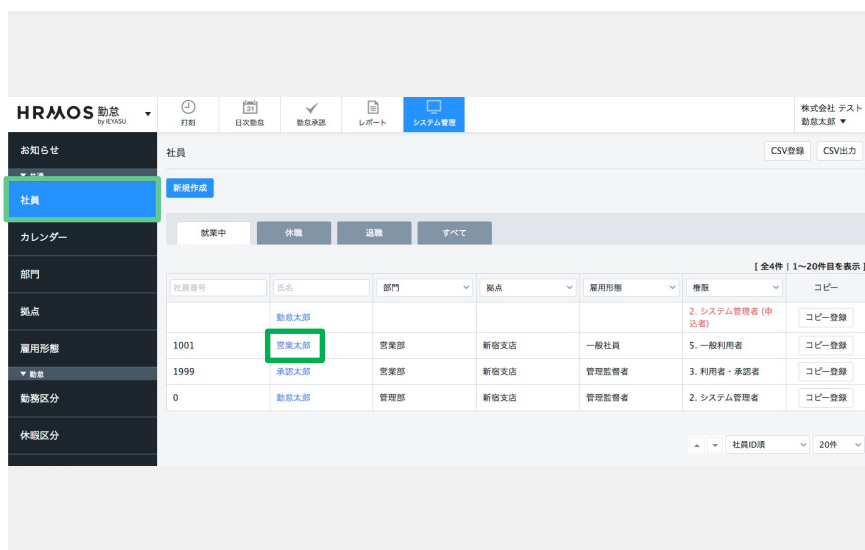 HRMOS 勤怠
by IEYASU
打刻
31
日次勤怠
勤怠承認
レポート
システム管理
株式会社 テスト
勤怠太郎 ▼
お知らせ
▼ 共通
社員
カレンダー
部門
拠点
雇用形態
▼ 勤怠
勤務区分
休暇区分
社員
CSV登録 CSV出力
新規作成
就業中 休職 退職 すべて
[ 全4件 | 1〜20件目を表示 ]
社員番号 氏名 部門 拠点 雇用形態 権限 コピー
勤怠太郎 2. システム管理者 (申込者) コピー登録
1001 営業太郎 営業部 新宿支店 一般社員 5. 一般利用者 コピー登録
1999 承認太郎 営業部 新宿支店 管理監督者 3. 利用者・承認者 コピー登録
0 勤怠太郎 管理部 新宿支店 管理監督者 2. システム管理者 コピー登録
社員ID順 20件